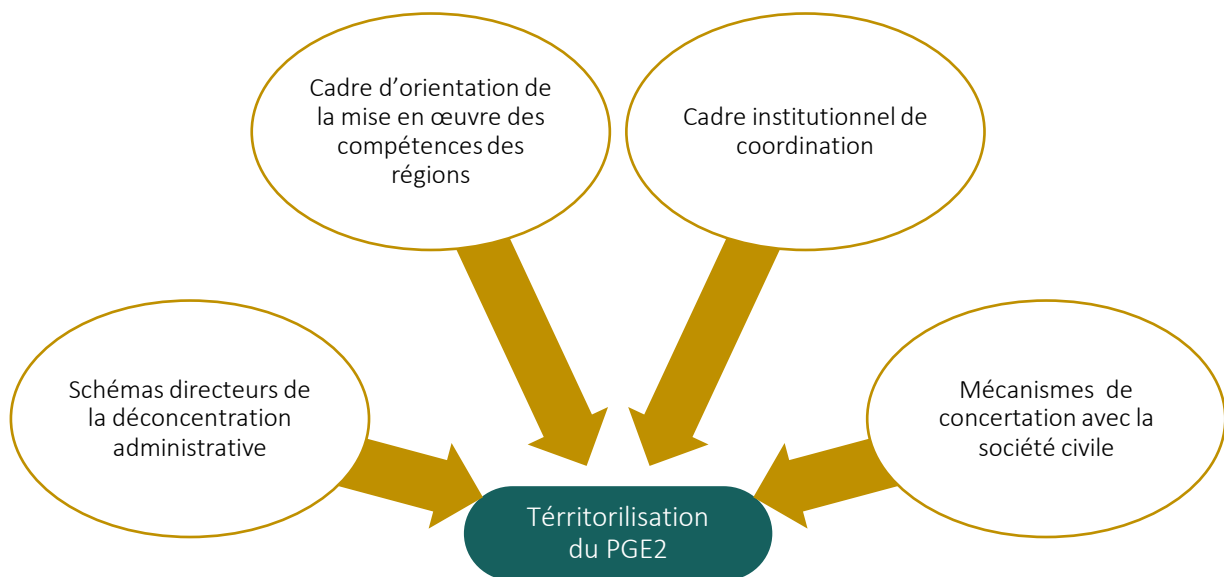 Cadre d’orientation de
la mise en œuvre des
compétences des
régions
Cadre institutionnel de
coordination
Schémas directeurs de
la déconcentration
administrative
Mécanismes de
concertation avec la
société civile
Térritorilisation
du PGE2